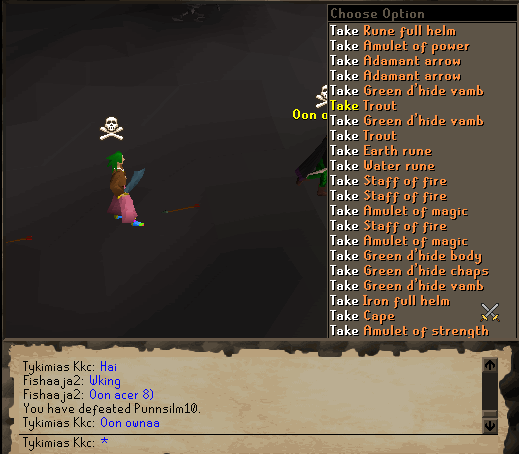 Choose Option
Take Rune full helm
Take Amulet of power
Take Adamant arrow
Take Adamant arrow
Take Green d'hide vamb
Take Trout
Take Green d'hide vamb
Take Trout
Take Earth rune
Take Water rune
Take Staff of fire
Take Staff of fire
Take Amulet of magic
Take Staff of fire
Take Amulet of magic
Take Green d'hide body
Take Green d'hide chaps
Take Green d'hide vamb
Take Iron full helm
Take Cape
Take Amulet of strength
Oon o
Tykimias Kkc: Hai
Fishaaja2: Wking
Fishaaja2: Oon acer 8)
You have defeated Punnsilm10.
Tykimias Kkc: Oon ownaa
Tykimias Kkc: *